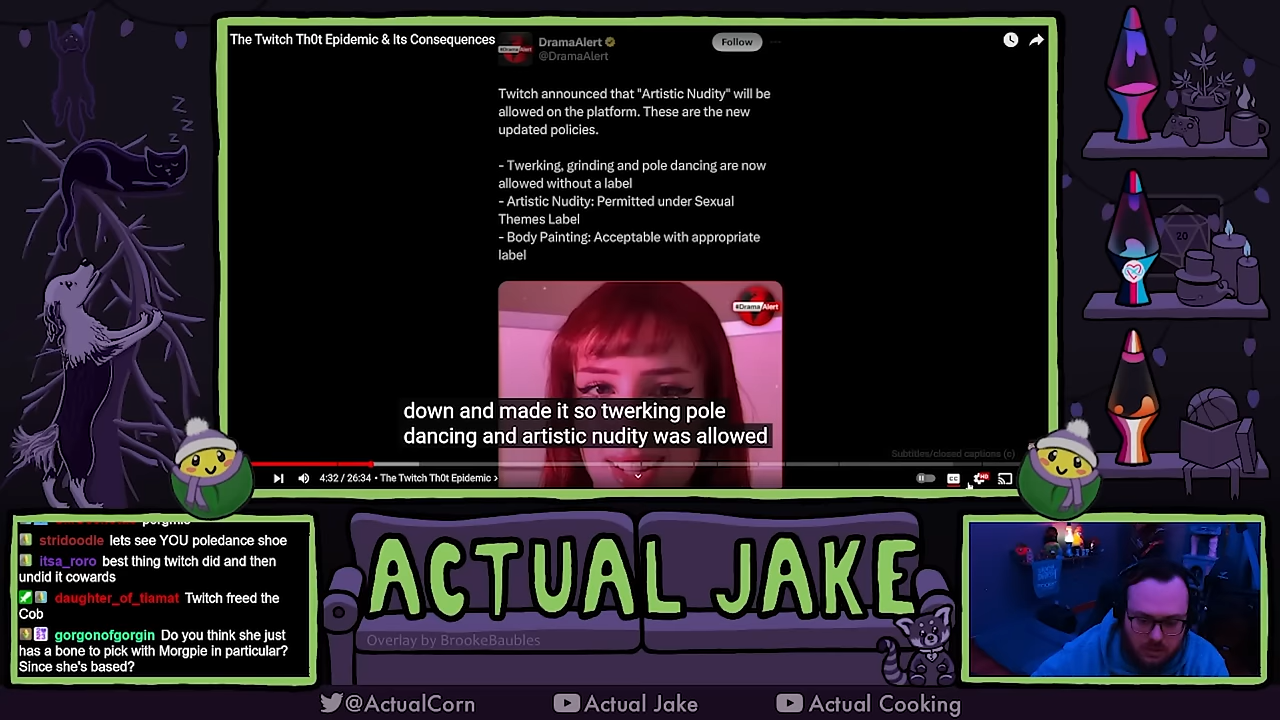 The Twitch Th0t Epidemic & Its Consequences
DramaAlert
@DramaAlert
Follow
Twitch announced that "Artistic Nudity" will be
allowed on the platform. These are the new
updated policies.
- Twerking, grinding and pole dancing are now
allowed without a label
- Artistic Nudity: Permitted under Sexual
Themes Label
- Body Painting: Acceptable with appropriate
label
#DramaAlert
20
down and made it so twerking pole
dancing and artistic nudity was allowed
Subtitles/closed captions (c)
4:32 / 26:34 • The Twitch Th0t Epidemic >
CC
HD
stridoodle lets see YOU poledance shoe
itsa_roro best thing twitch did and then
undid it cowards
daughter_of_tiamat Twitch freed the
Cob
gorgonofgorgin Do you think she just
has a bone to pick with Morgpie in particular?
Since she's based?
ACTUAL JAKE
Overlay by BrookeBaubles
@ActualCorn
Actual Jake
Actual Cooking